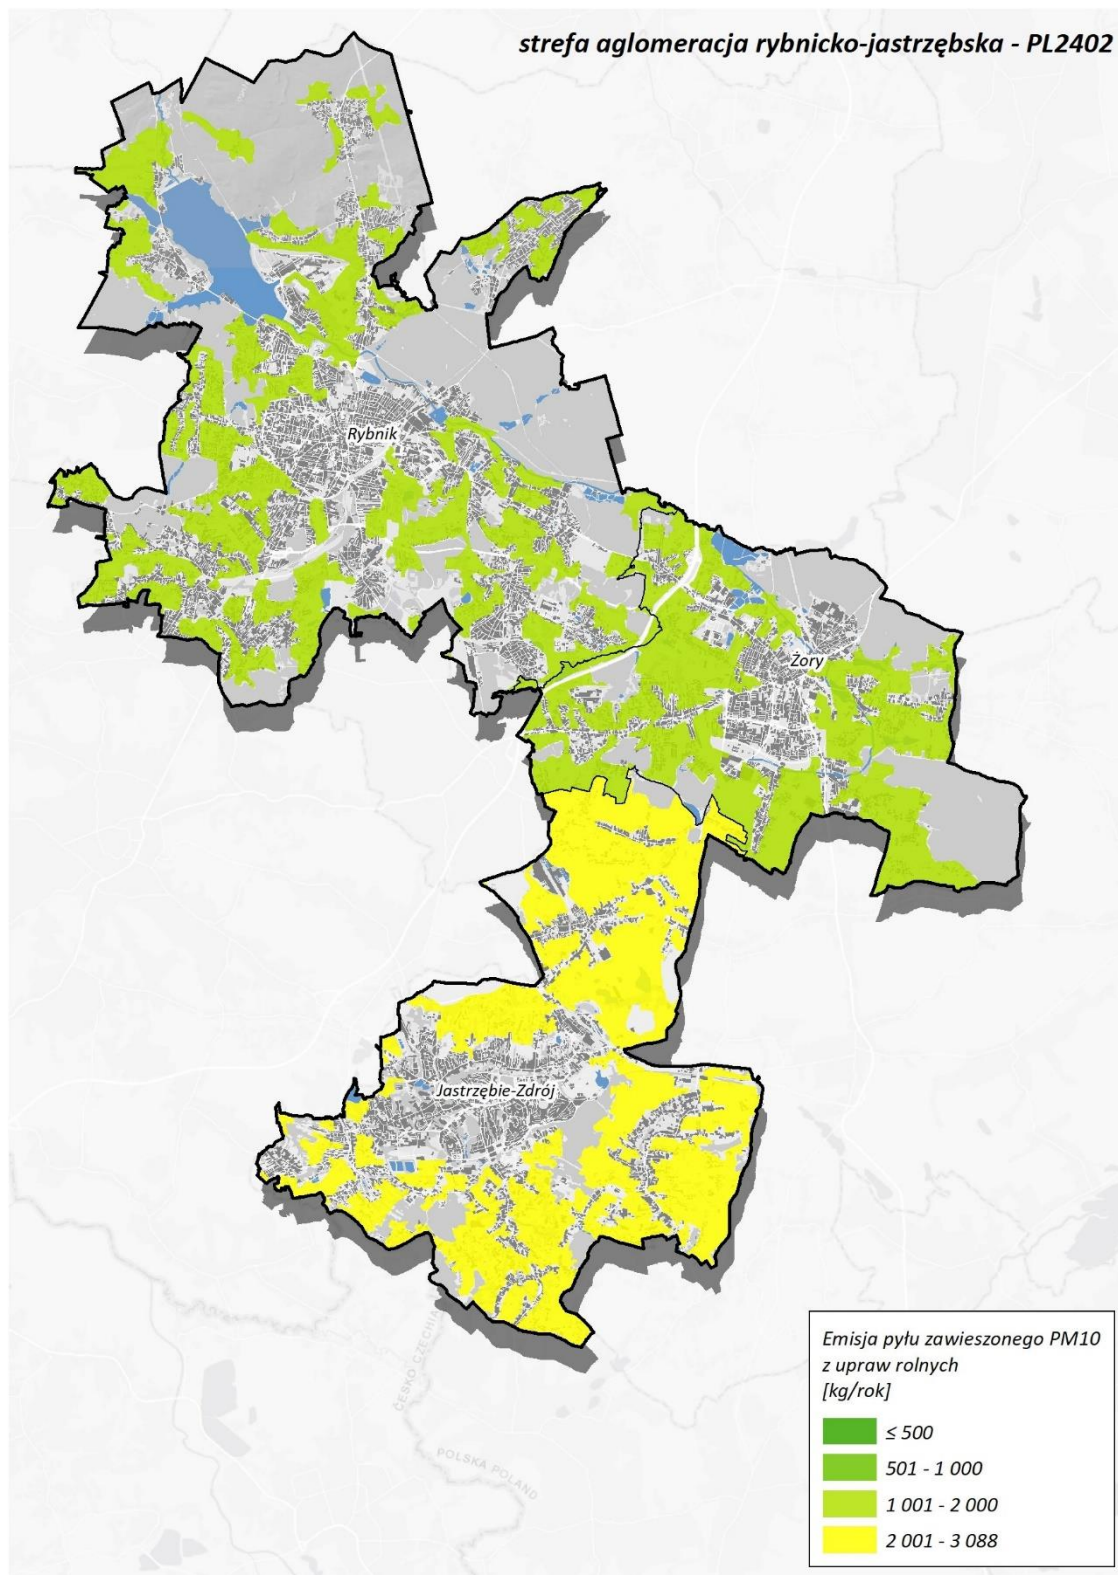 strefa aglomeracja rybnicko-jastrzębska - PL2402
Rybnik
Żory
Jastrzębie-Zdrój
ČESKO CZECHIA
POLSKA POLAND
Emisja pyłu zawieszonego PM10
z upraw rolnych
[kg/rok]
≤ 500
501 - 1 000
1 001 - 2 000
2 001 - 3 088